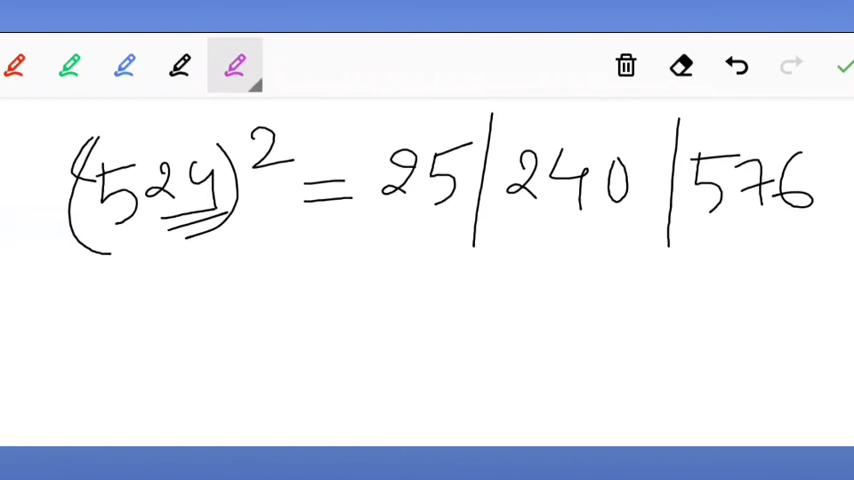 (524)² = 25 | 240 | 576